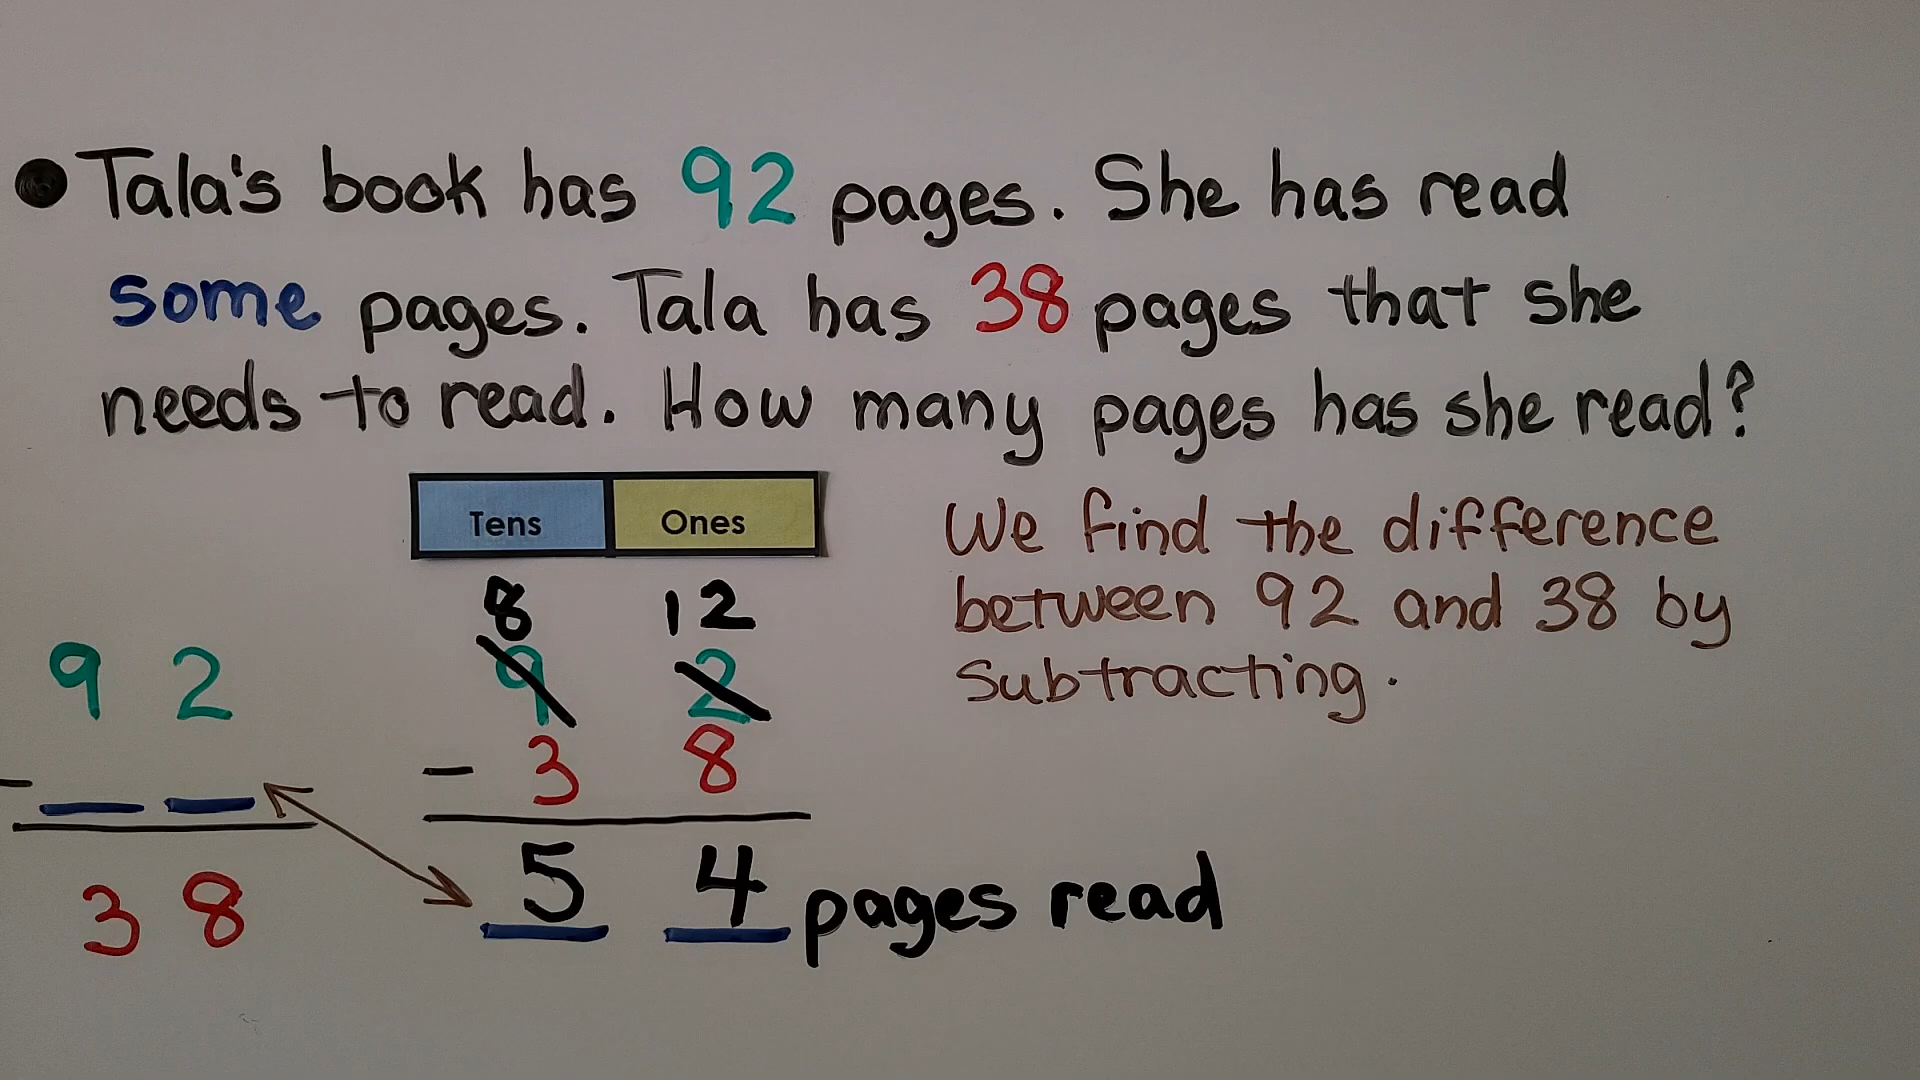 Tala's book has 92 pages. She has read
some pages. Tala has 38 pages that she
needs to read. How many pages has she read?
Tens Ones
8 12
9 2
- 3 8
5 4 pages read
9 2
- _ _
3 8
We find the difference
between 92 and 38 by
subtracting.